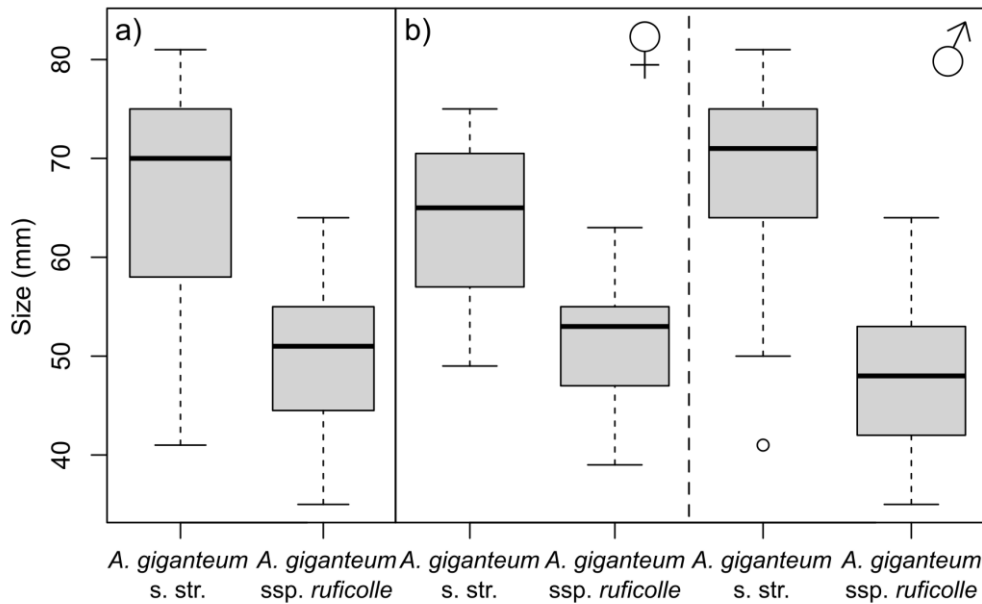 a)
b)
♀
♂
80
70
60
50
40
Size (mm)
A. giganteum
s. str.
A. giganteum
ssp. ruficolle
A. giganteum
s. str.
A. giganteum
ssp. ruficolle
A. giganteum
s. str.
A. giganteum
ssp. ruficolle